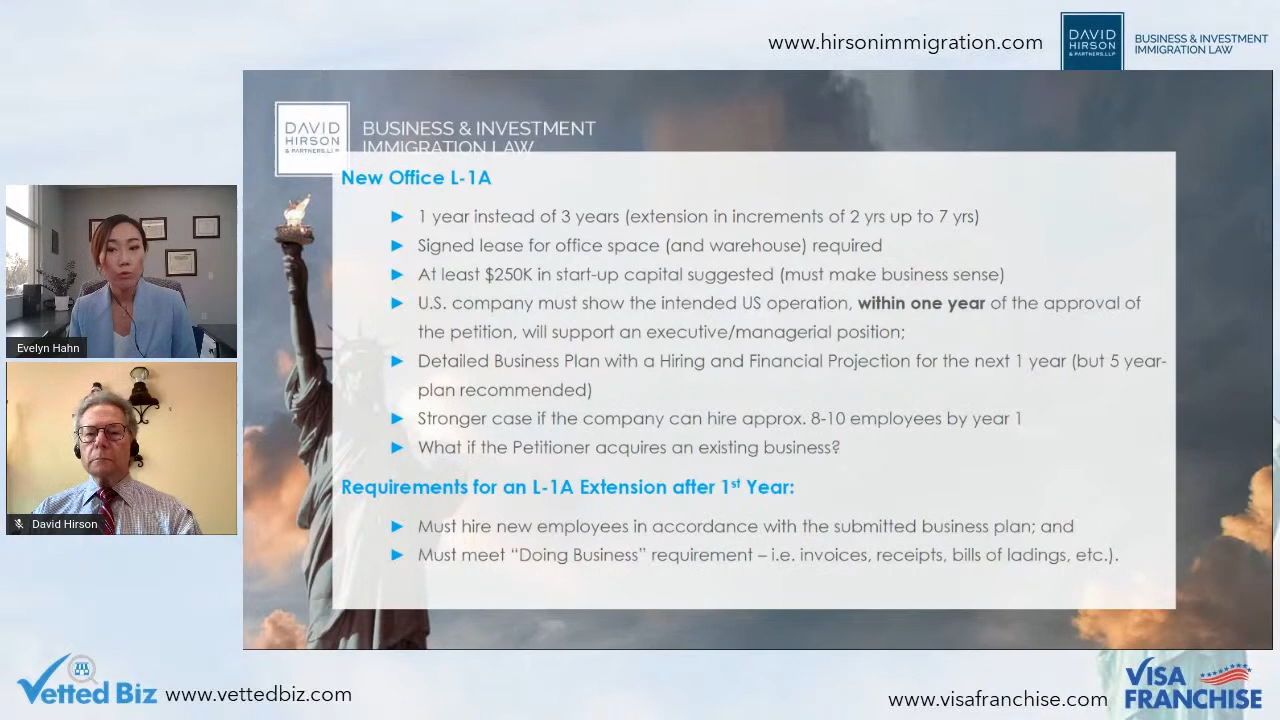 www.hirsonimmigration.com
DAVID
HIRSON
& PARTNERS, LLP
BUSINESS & INVESTMENT
IMMIGRATION LAW
DAVID
HIRSON
& PARTNERS, LLP
BUSINESS & INVESTMENT
IMMIGRATION LAW
New Office L-1A
► 1 year instead of 3 years (extension in increments of 2 yrs up to 7 yrs)
► Signed lease for office space (and warehouse) required
► At least $250K in start-up capital suggested (must make business sense)
► U.S. company must show the intended US operation, within one year of the approval of
the petition, will support an executive/managerial position;
► Detailed Business Plan with a Hiring and Financial Projection for the next 1 year (but 5 year-
plan recommended)
► Stronger case if the company can hire approx. 8-10 employees by year 1
► What if the Petitioner acquires an existing business?
Requirements for an L-1A Extension after 1st Year:
► Must hire new employees in accordance with the submitted business plan; and
► Must meet “Doing Business” requirement – i.e. invoices, receipts, bills of ladings, etc.).
Evelyn Hahn
David Hirson
Vetted Biz
www.vettedbiz.com
www.visafranchise.com
VISA
FRANCHISE